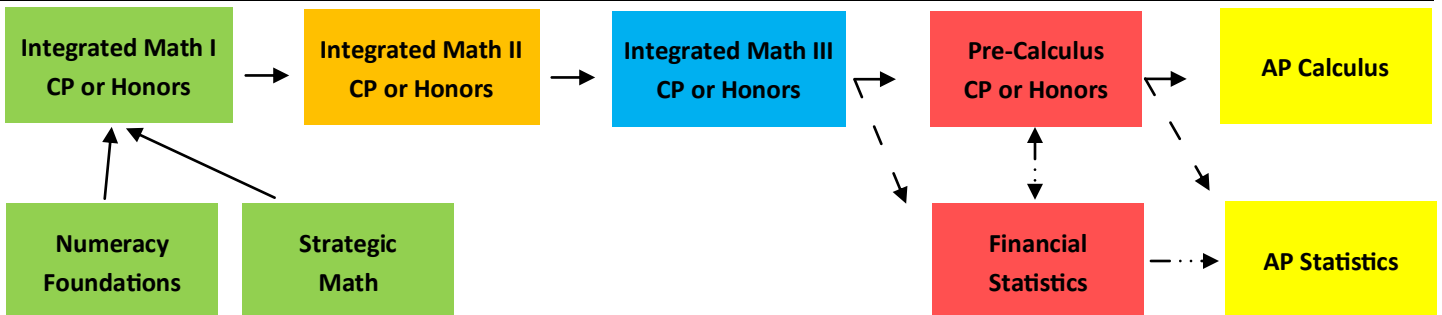 Integrated Math I
CP or Honors
Integrated Math II
CP or Honors
Integrated Math III
CP or Honors
Pre-Calculus
CP or Honors
AP Calculus
Numeracy
Foundations
Strategic
Math
Financial
Statistics
AP Statistics